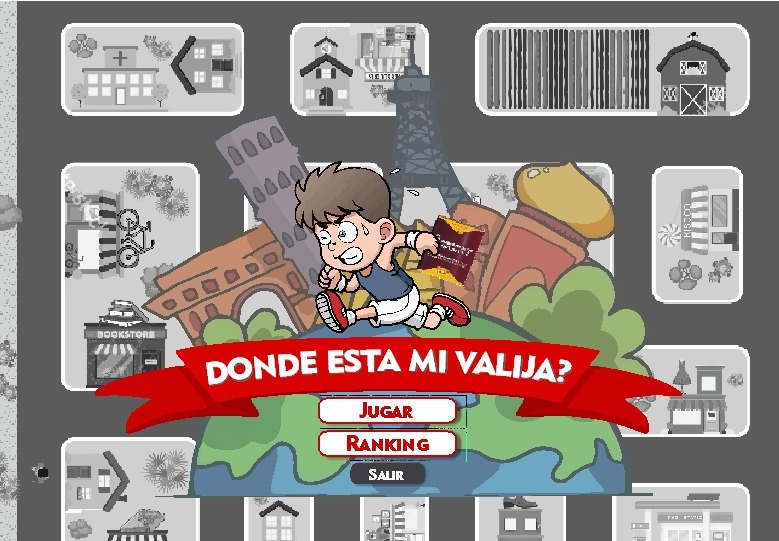 BOOKSTORE
DONDE ESTA MI VALIJA?
JUGAR
RANKING
SALIR